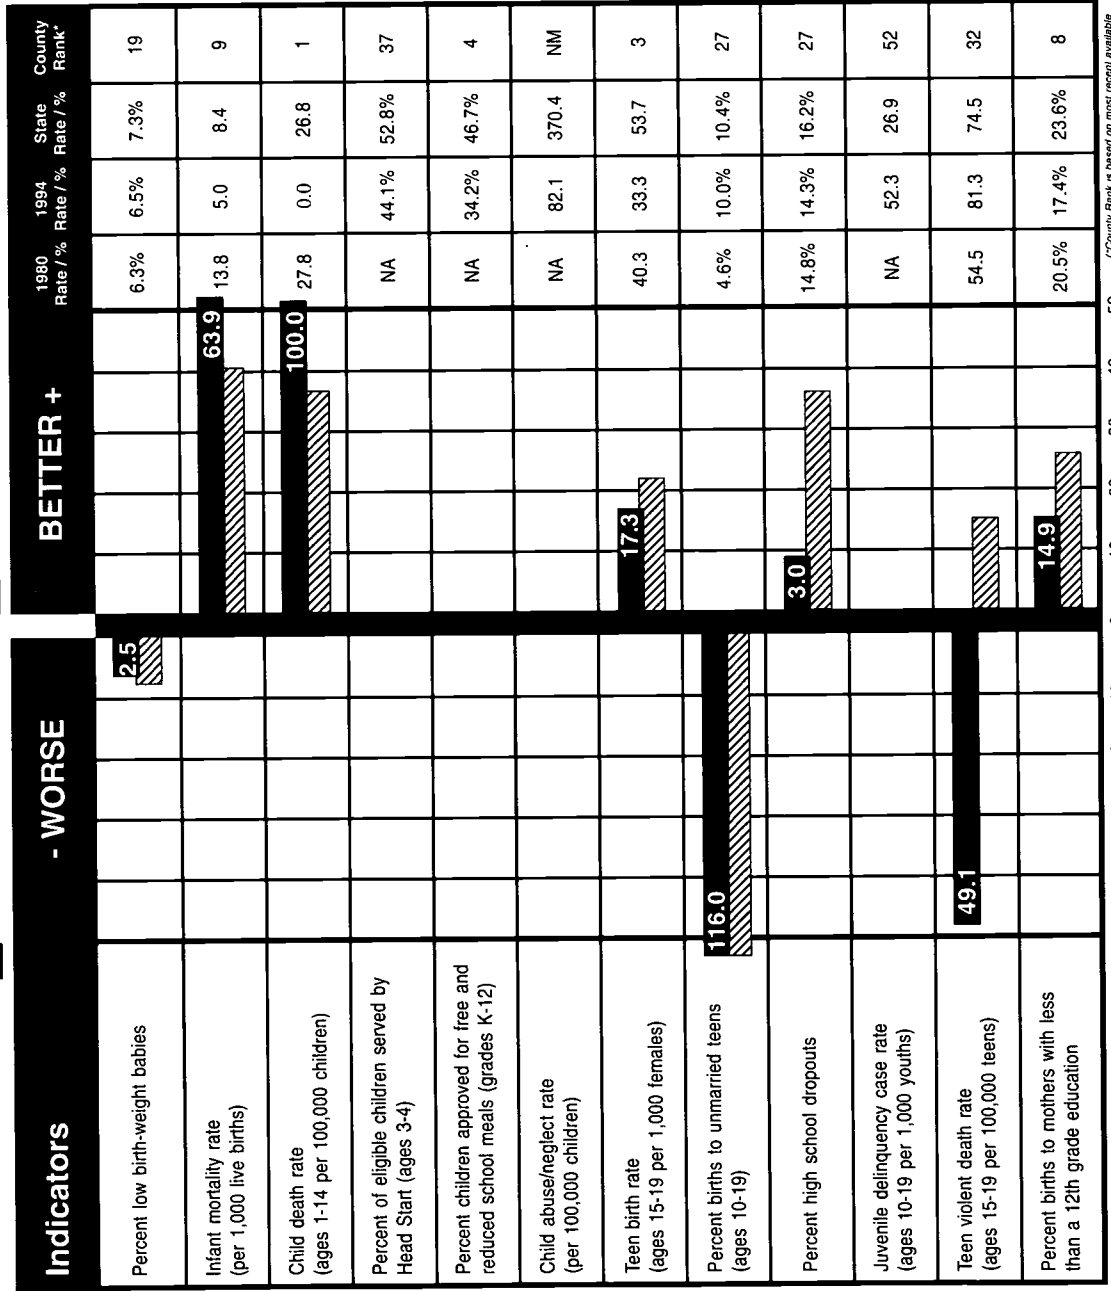 Indicators
- WORSE
BETTER +
1980
Rate / %
1994
Rate / %
State
Rate / %
County
Rank*
Percent low birth-weight babies
2.5
6.3%
6.5%
7.3%
19
Infant mortality rate
(per 1,000 live births)
63.9
13.8
5.0
8.4
9
Child death rate
(ages 1-14 per 100,000 children)
100.0
27.8
0.0
26.8
1
Percent of eligible children served by
Head Start (ages 3-4)
NA
44.1%
52.8%
37
Percent children approved for free and
reduced school meals (grades K-12)
NA
34.2%
46.7%
4
Child abuse/neglect rate
(per 100,000 children)
NA
82.1
370.4
NM
Teen birth rate
(ages 15-19 per 1,000 females)
17.3
40.3
33.3
53.7
3
Percent births to unmarried teens
(ages 10-19)
116.0
4.6%
10.0%
10.4%
27
Percent high school dropouts
3.0
14.8%
14.3%
16.2%
27
Juvenile delinquency case rate
(ages 10-19 per 1,000 youths)
NA
52.3
26.9
52
Teen violent death rate
(ages 15-19 per 100,000 teens)
49.1
54.5
81.3
74.5
32
Percent births to mothers with less
than a 12th grade education
14.9
20.5%
17.4%
23.6%
8
(*County Rank is based on most recent available